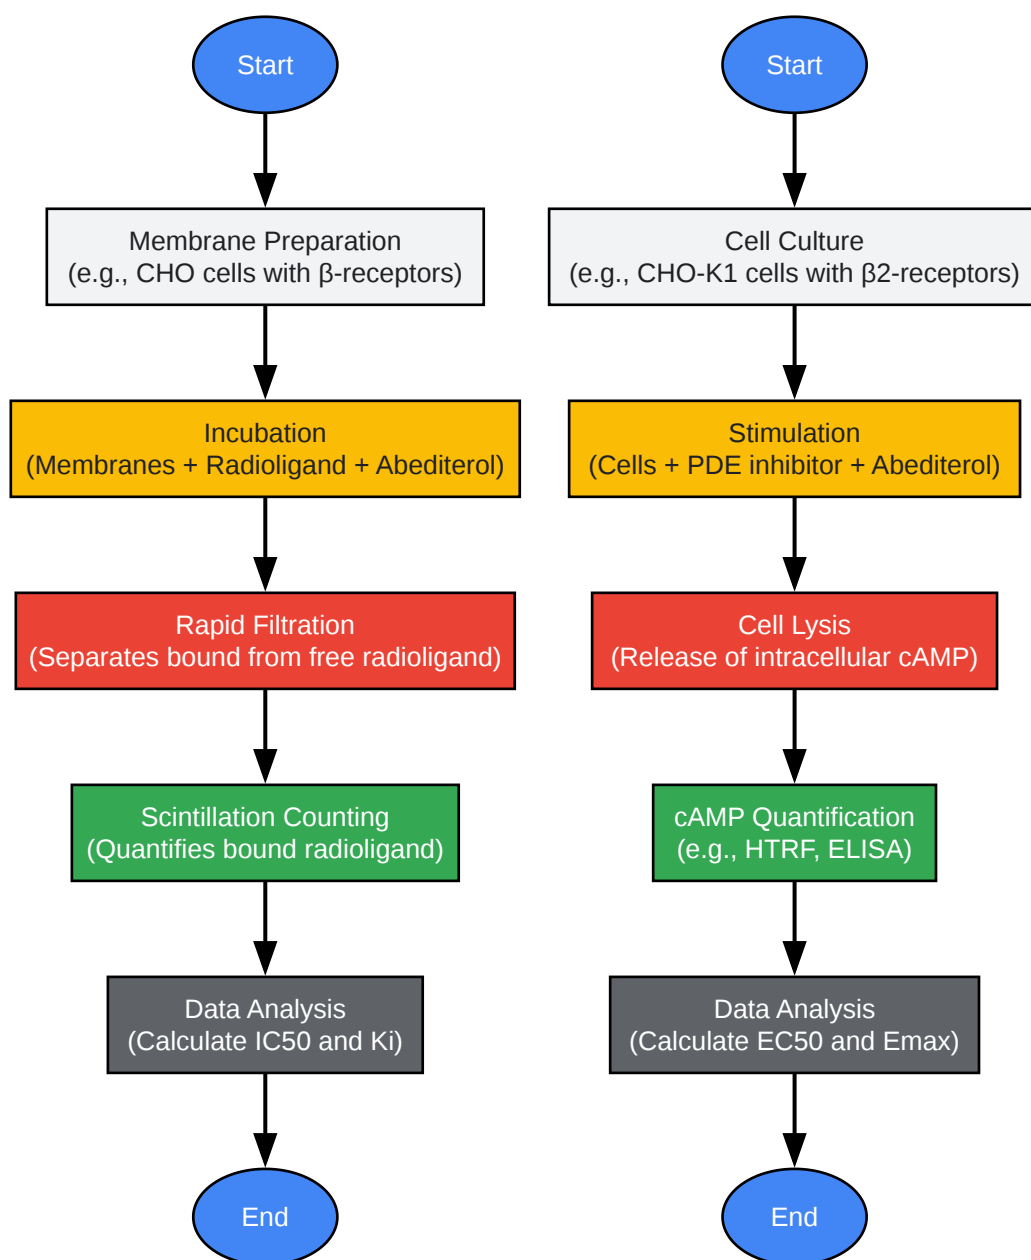 Start
Membrane Preparation
(e.g., CHO cells with β-receptors)
Incubation
(Membranes + Radioligand + Abediterol)
Rapid Filtration
(Separates bound from free radioligand)
Scintillation Counting
(Quantifies bound radioligand)
Data Analysis
(Calculate IC50 and Ki)
End
Start
Cell Culture
(e.g., CHO-K1 cells with β2-receptors)
Stimulation
(Cells + PDE inhibitor + Abediterol)
Cell Lysis
(Release of intracellular cAMP)
cAMP Quantification
(e.g., HTRF, ELISA)
Data Analysis
(Calculate EC50 and Emax)
End